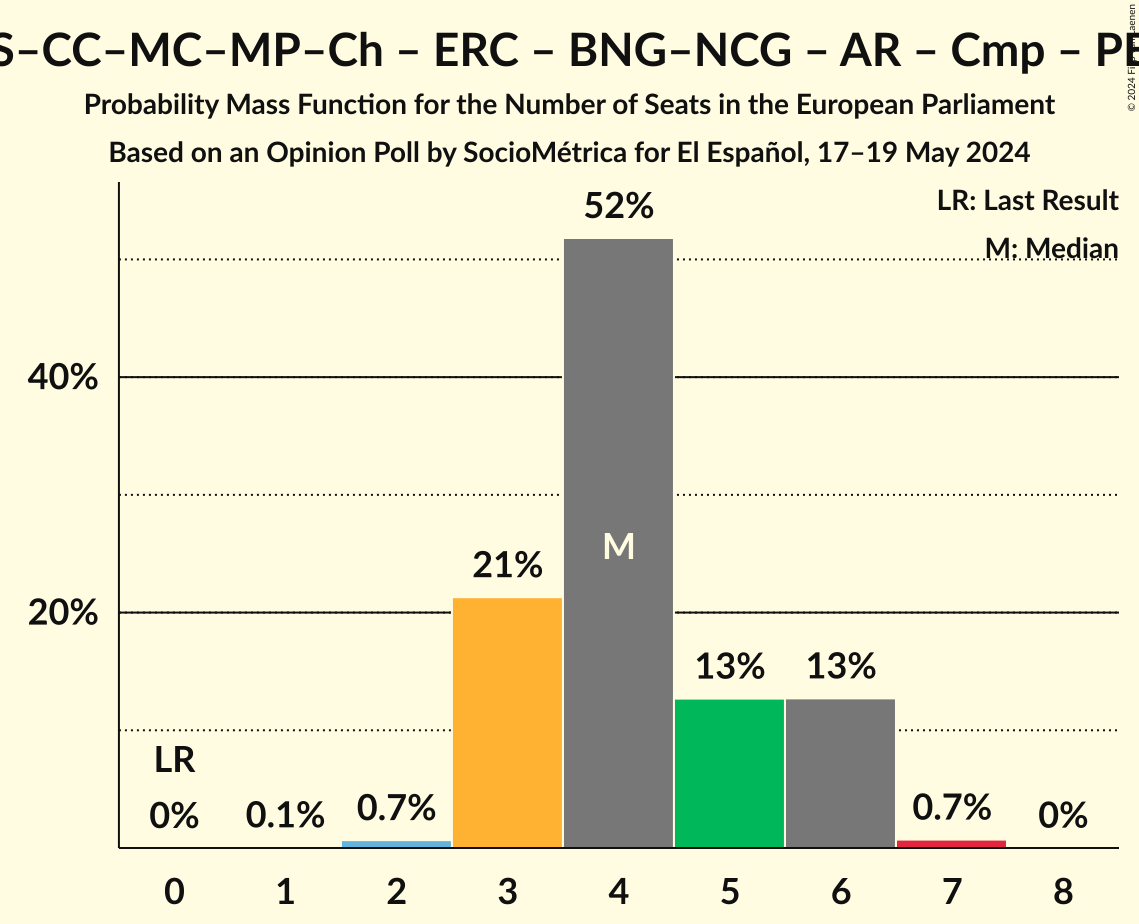 S–CC–MC–MP–Ch – ERC – BNG–NCG – AR – Cmp –
Probability Mass Function for the Number of Seats in the European Parliament
Based on an Opinion Poll by SocioMétrica for El Español, 17–19 May 2024
© 2024
LR: Last Result
M: Median
52%
40%
M
21%
20%
13% 13%
LR
0% 0.1% 0.7% 0.7% 0%
0 1 2 3 4 5 6 7 8